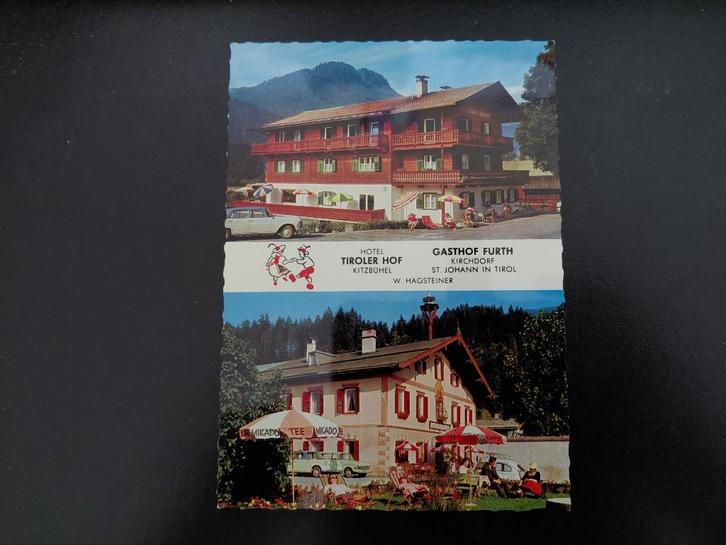 HOTEL
TIROLER HOF
KITZBÜHEL
GASTHOF FURTH
KIRCHDORF
ST. JOHANN IN TIROL
W. HAGSTEINER
MIKADO TEE MIKADO